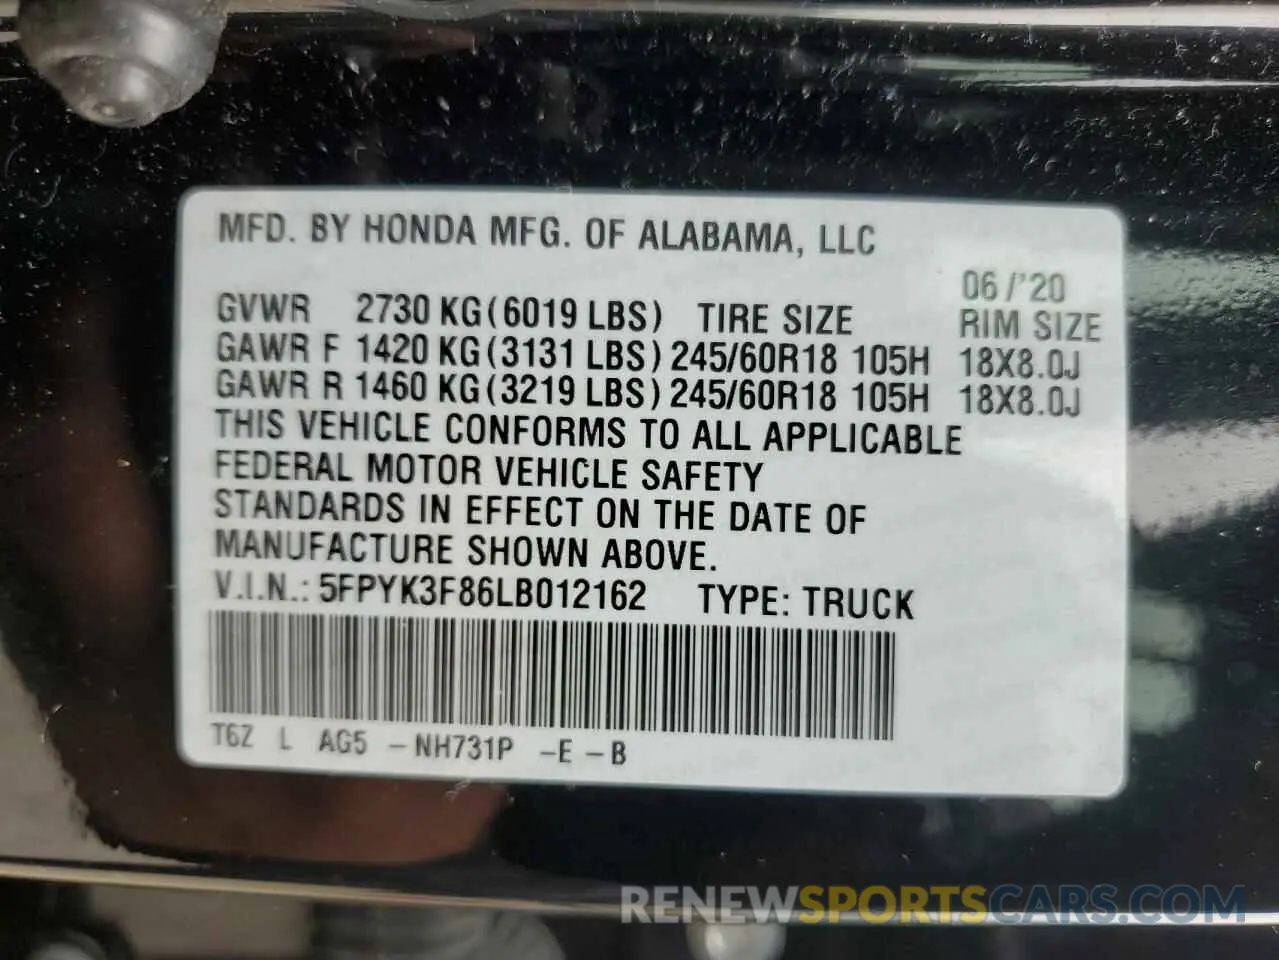 MFD. BY HONDA MFG. OF ALABAMA, LLC
06/'20
GVWR 2730 KG (6019 LBS) TIRE SIZE RIM SIZE
GAWR F 1420 KG (3131 LBS) 245/60R18 105H 18X8.0J
GAWR R 1460 KG (3219 LBS) 245/60R18 105H 18X8.0J
THIS VEHICLE CONFORMS TO ALL APPLICABLE
FEDERAL MOTOR VEHICLE SAFETY
STANDARDS IN EFFECT ON THE DATE OF
MANUFACTURE SHOWN ABOVE.
V.I.N.: 5FPYK3F86LB012162 TYPE: TRUCK
T6Z L AG5 -NH731P -E -B
RENEWSPORTSCARS.COM